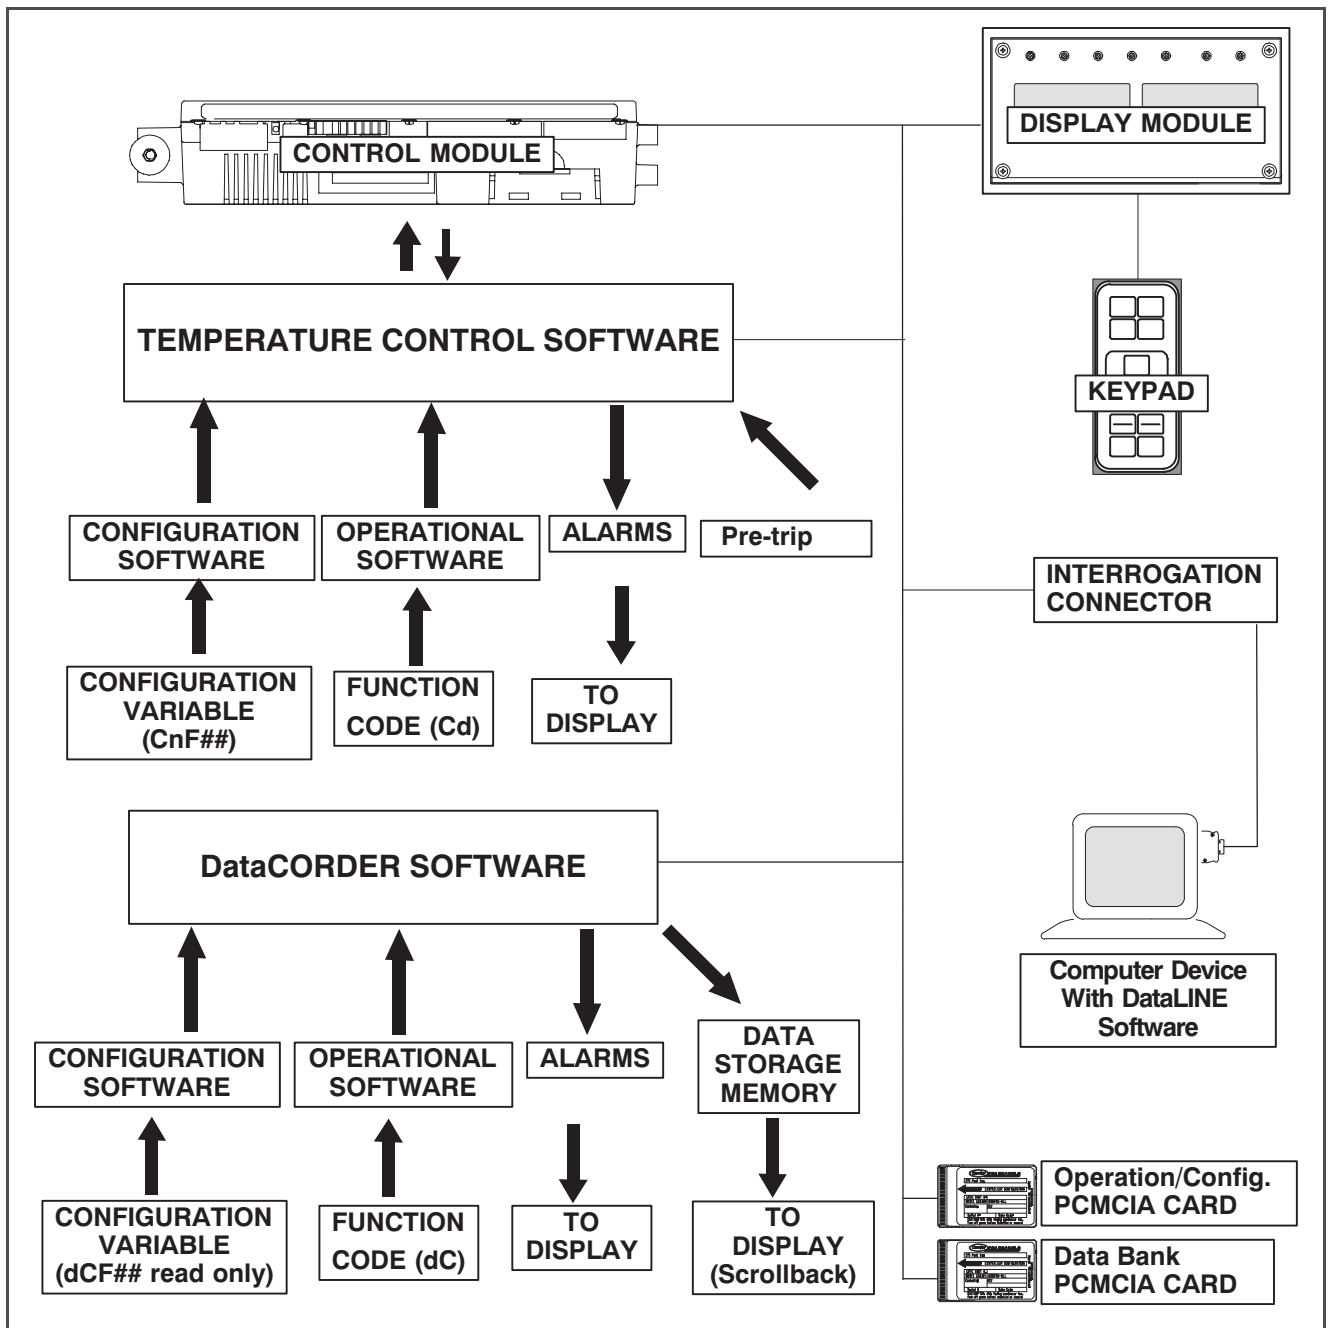 CONTROL MODULE
DISPLAY MODULE
TEMPERATURE CONTROL SOFTWARE
KEYPAD
CONFIGURATION
SOFTWARE
OPERATIONAL
SOFTWARE
ALARMS
Pre-trip
INTERROGATION
CONNECTOR
CONFIGURATION
VARIABLE
(CnF##)
FUNCTION
CODE (Cd)
TO
DISPLAY
DataCORDER SOFTWARE
Computer Device
With DataLINE
Software
CONFIGURATION
SOFTWARE
OPERATIONAL
SOFTWARE
ALARMS
DATA
STORAGE
MEMORY
CONFIGURATION
VARIABLE
(dCF## read only)
FUNCTION
CODE (dC)
TO
DISPLAY
TO
DISPLAY
(Scrollback)
Operation/Config.
PCMCIA CARD
Data Bank
PCMCIA CARD